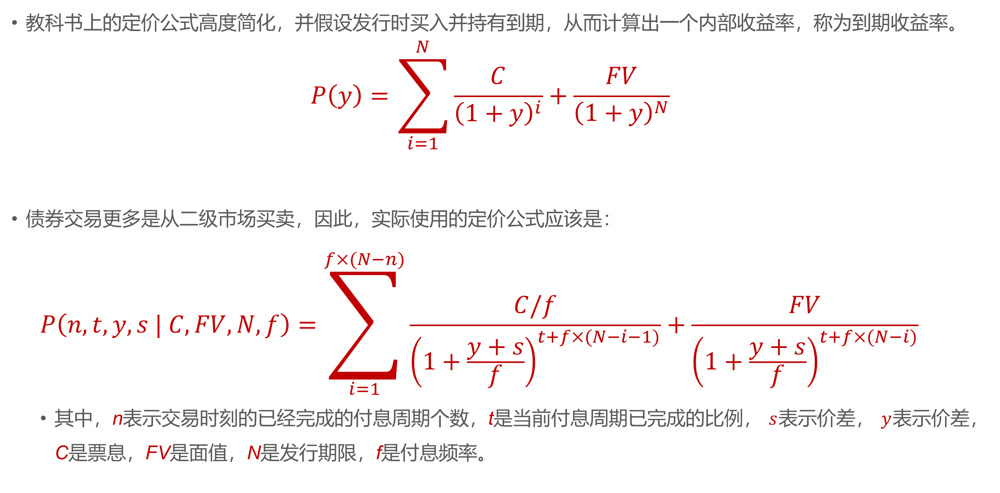 • 教科书上的定价公式高度简化，并假设发行时买入并持有到期，从而计算出一个内部收益率，称为到期收益率。
P(y) = \sum_{i=1}^{N} \frac{C}{(1+y)^i} + \frac{FV}{(1+y)^N}
• 债券交易更多是从二级市场买卖，因此，实际使用的定价公式应该是：
P(n,t,y,s | C,FV,N,f) = \sum_{i=1}^{f×(N−n)} \frac{C/f}{\left(1+\frac{y+s}{f}\right)^{t+f×(N−i−1)}} + \frac{FV}{\left(1+\frac{y+s}{f}\right)^{t+f×(N−i)}}
• 其中，n表示交易时刻的已经完成的付息周期个数，t是当前付息周期已完成的比例， s表示价差， y表示价差，
C是票息，FV是面值，N是发行期限，f是付息频率。